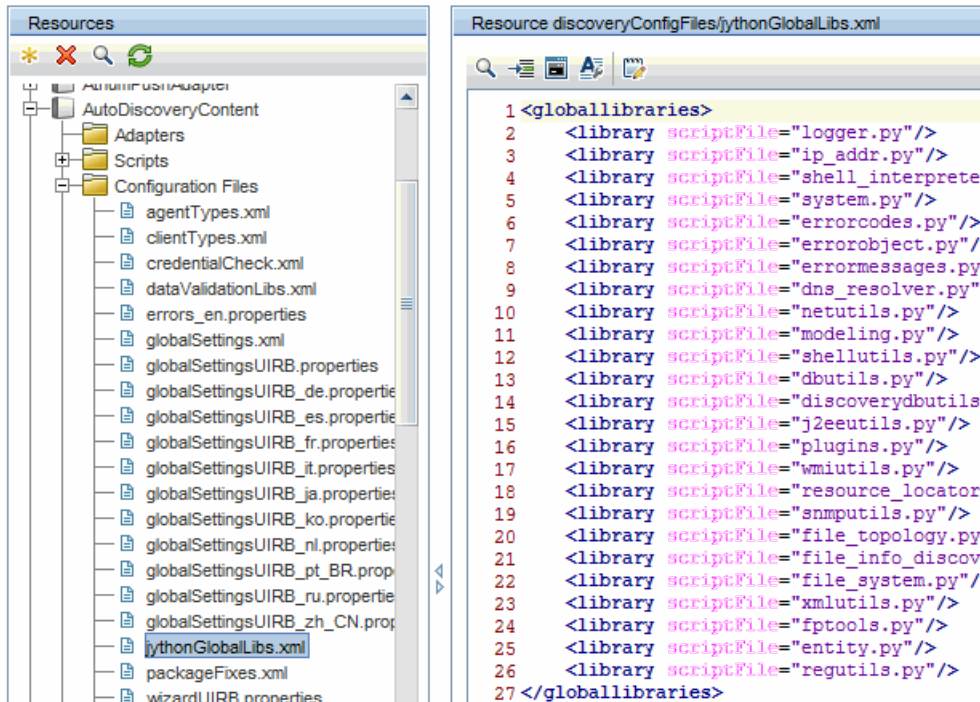 Resources
AtriumPushAdapter
AutoDiscoveryContent
Adapters
Scripts
Configuration Files
agentTypes.xml
clientTypes.xml
credentialCheck.xml
dataValidationLibs.xml
errors_en.properties
globalSettings.xml
globalSettingsUIRB.properties
globalSettingsUIRB_de.propertie
globalSettingsUIRB_es.propertie
globalSettingsUIRB_fr.properties
globalSettingsUIRB_it.properties
globalSettingsUIRB_ja.propertie
globalSettingsUIRB_ko.propertie
globalSettingsUIRB_nl.propertie
globalSettingsUIRB_pt_BR.prop
globalSettingsUIRB_ru.propertie
globalSettingsUIRB_zh_CN.prop
jythonGlobalLibs.xml
packageFixes.xml
wizardUIRB.properties
Resource discoveryConfigFiles/jythonGlobalLibs.xml
1 <globallibraries>
2 <library scriptFile="logger.py"/>
3 <library scriptFile="ip_addr.py"/>
4 <library scriptFile="shell_interprete
5 <library scriptFile="system.py"/>
6 <library scriptFile="errorcodes.py"/>
7 <library scriptFile="errorobject.py"/
8 <library scriptFile="errormessages.py
9 <library scriptFile="dns_resolver.py"
10 <library scriptFile="netutils.py"/>
11 <library scriptFile="modeling.py"/>
12 <library scriptFile="shellutils.py"/>
13 <library scriptFile="dbutils.py"/>
14 <library scriptFile="discoverydbutils
15 <library scriptFile="j2eeutils.py"/>
16 <library scriptFile="plugins.py"/>
17 <library scriptFile="wmiutils.py"/>
18 <library scriptFile="resource_locator
19 <library scriptFile="snmputils.py"/>
20 <library scriptFile="file_topology.py
21 <library scriptFile="file_info_discov
22 <library scriptFile="file_system.py"/
23 <library scriptFile="xmlutils.py"/>
24 <library scriptFile="fptools.py"/>
25 <library scriptFile="entity.py"/>
26 <library scriptFile="regutils.py"/>
27 </globallibraries>